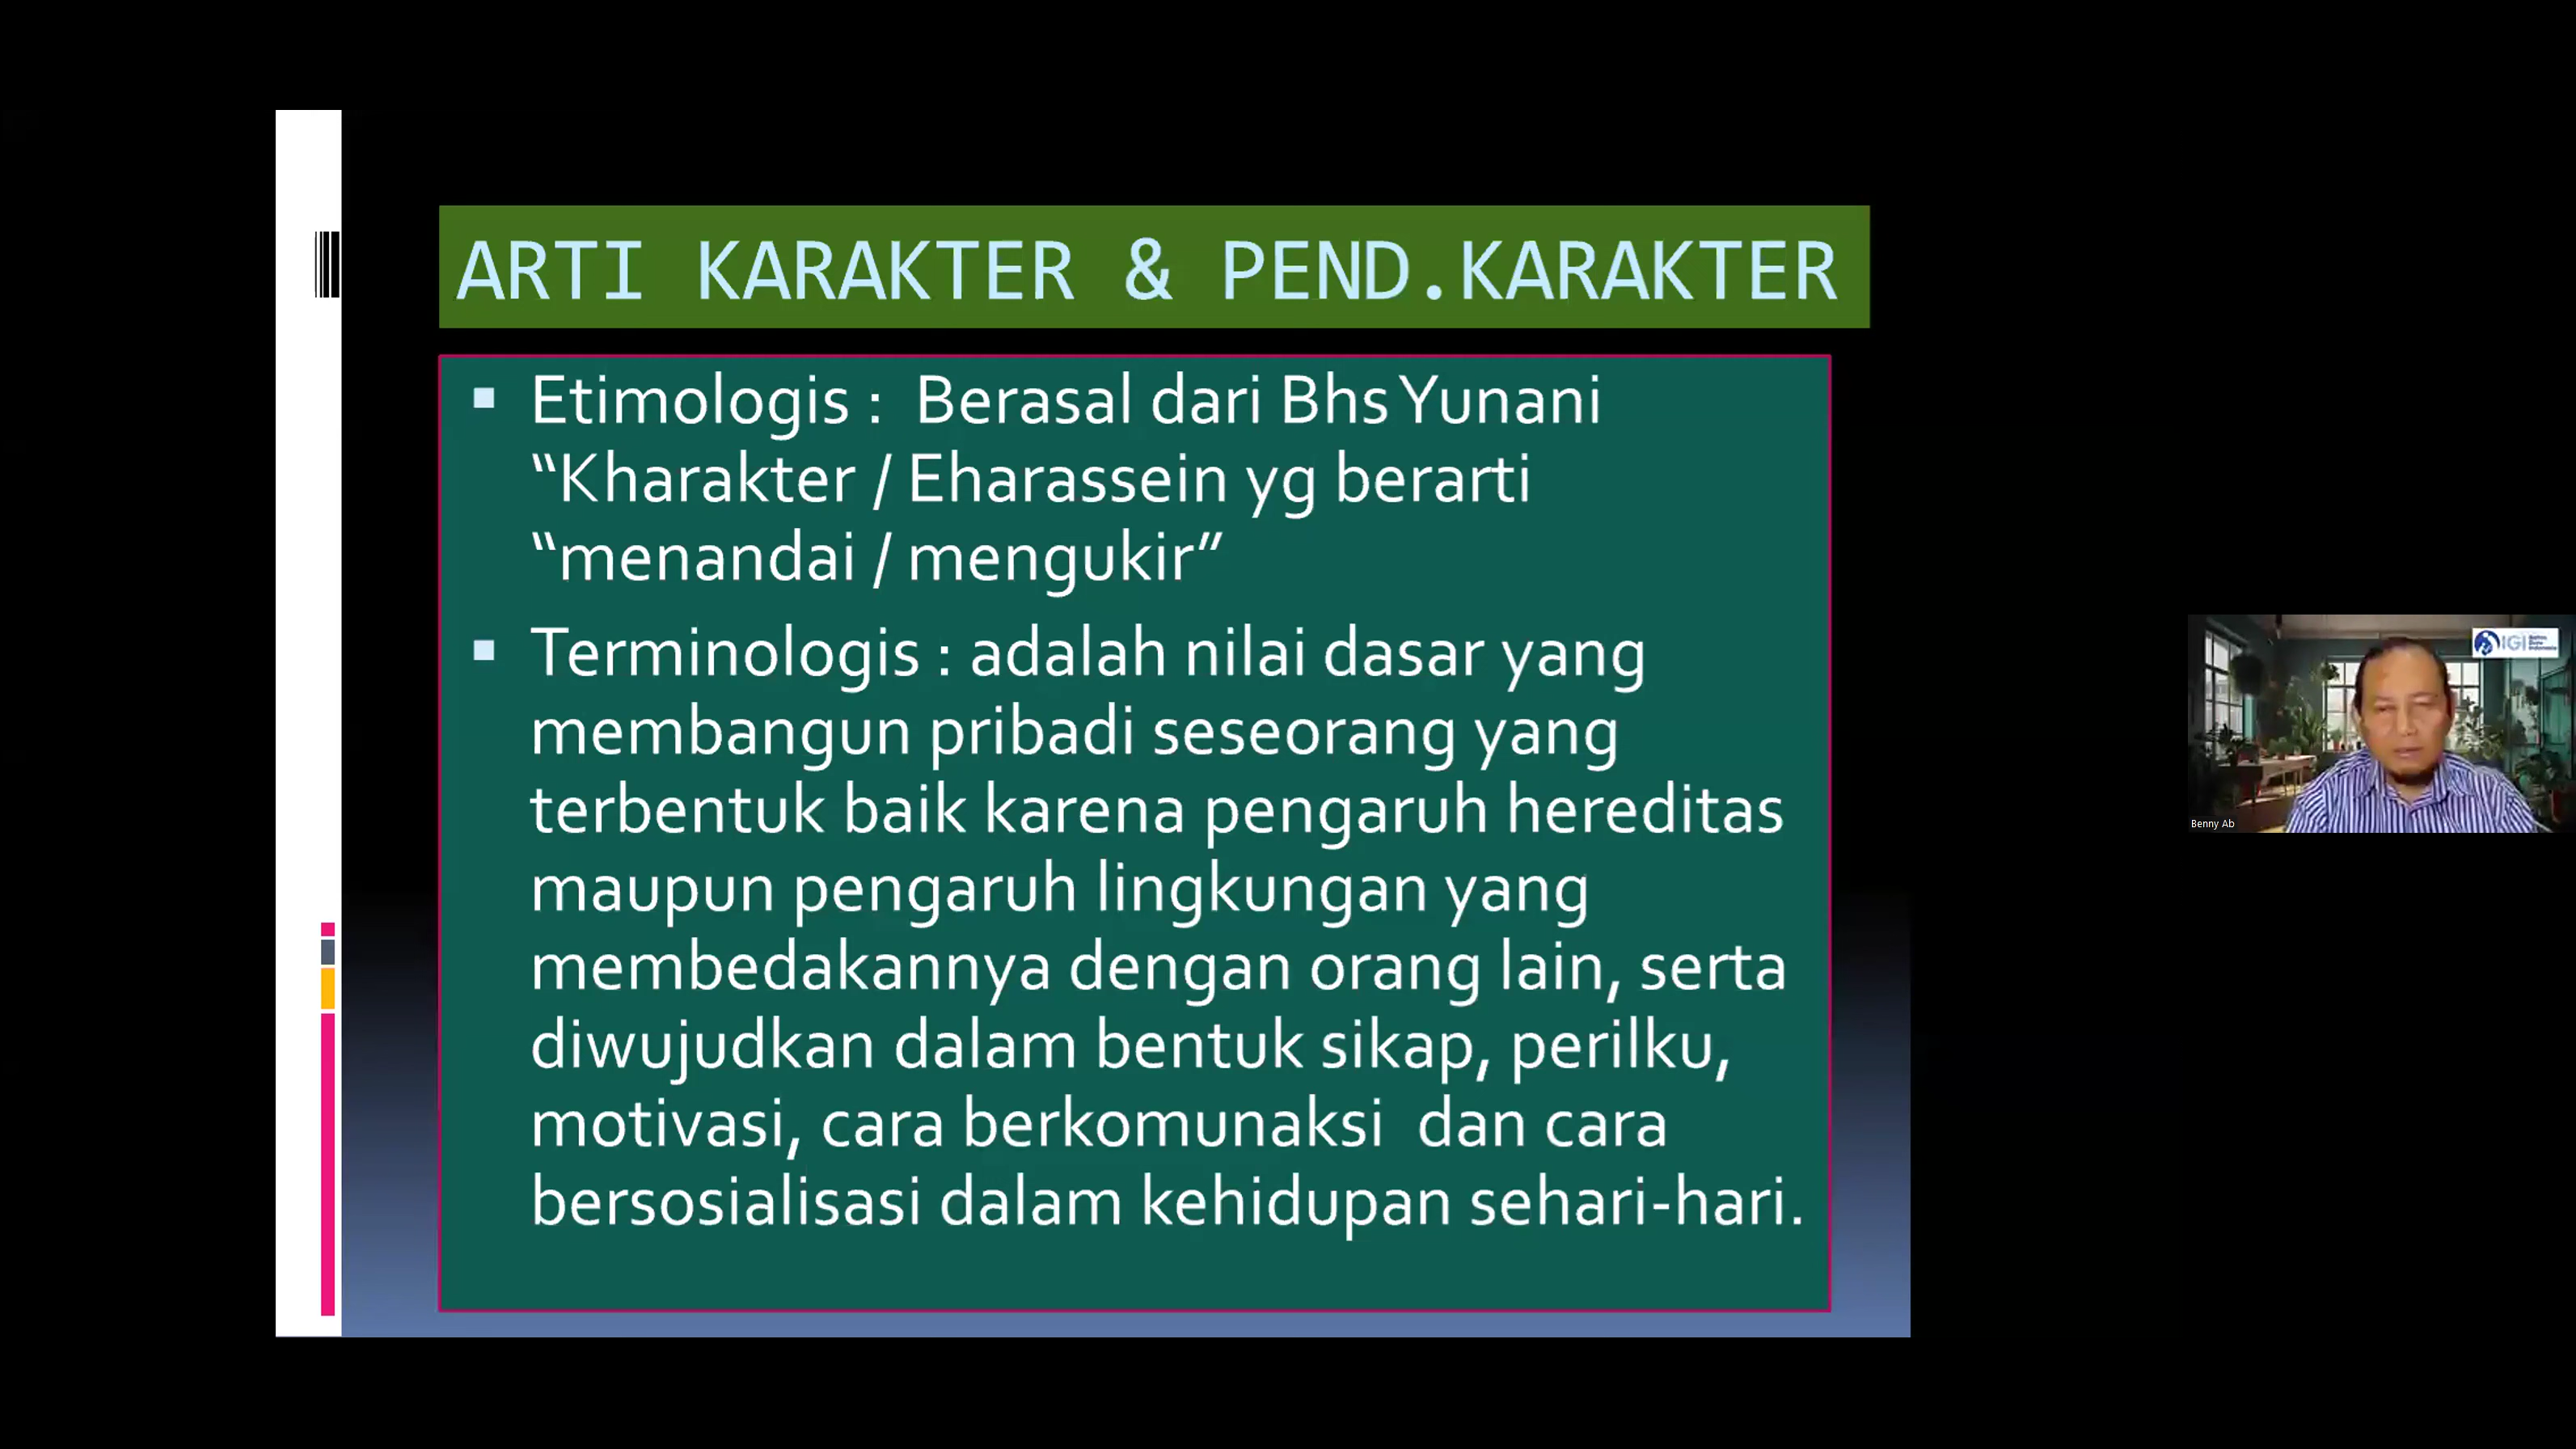 ARTI KARAKTER & PEND.KARAKTER
▪ Etimologis : Berasal dari Bhs Yunani
“Kharakter / Eharassein yg berarti
“menandai / mengukir”
▪ Terminologis : adalah nilai dasar yang
membangun pribadi seseorang yang
terbentuk baik karena pengaruh hereditas
maupun pengaruh lingkungan yang
membedakannya dengan orang lain, serta
diwujudkan dalam bentuk sikap, perilku,
motivasi, cara berkomunaksi dan cara
bersosialisasi dalam kehidupan sehari-hari.
IGI
Benny Ab